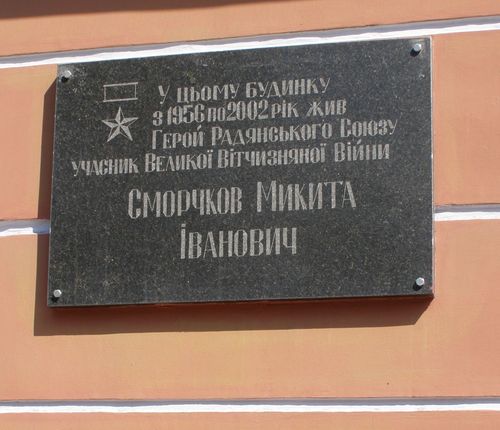 У цьому будинку
з 1956 по 2002 рік жив
Герой Радянського Союзу
учасник Великої Вітчизняної Війни
Сморчков Микита
Іванович